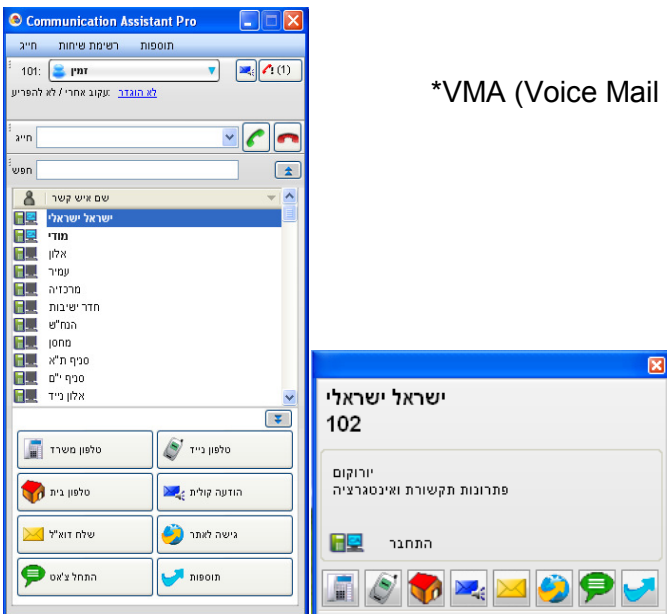 Communication Assistant Pro
חייג רשימת שיחות תוספות
101: זמין (1)
עקוב אחרי / לא להפריע: לא הוגדר
חייג
חפש
שם איש קשר
ישראל ישראלי
מודי
אלון
עמיר
מרכזיה
חדר ישיבות
הנח"ש
מחסן
סניף ת"א
סניף י"ם
אלון נייד
טלפון משרד טלפון נייד
טלפון בית הודעה קולית
שלח דוא"ל גישה לאתר
התחל צ'אט תוספות
*VMA (Voice Mail
ישראל ישראלי
102
יורוקום
פתרונות תקשורת ואינטגרציה
התחבר